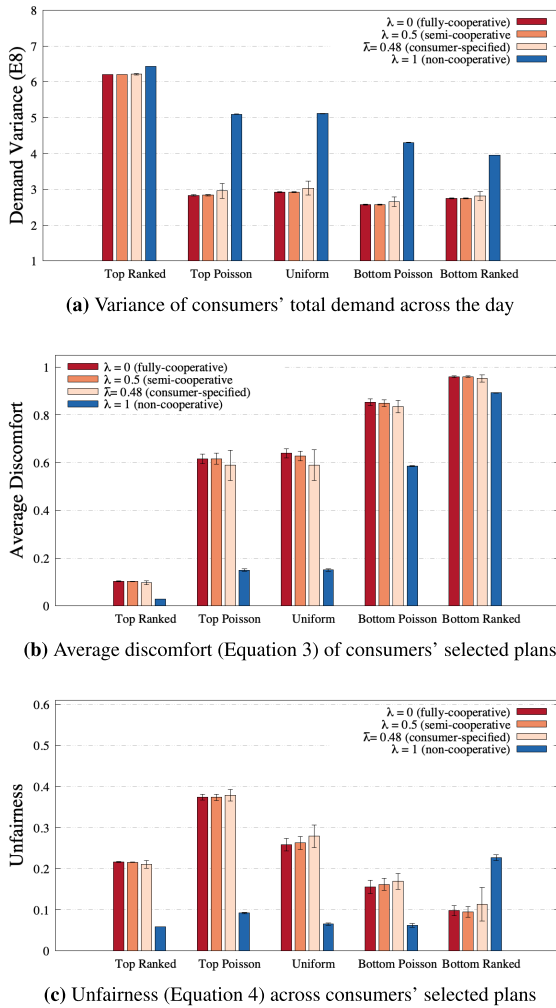 8
7
6
5
4
3
2
1
Demand Variance (E8)
λ = 0 (fully-cooperative)
λ = 0.5 (semi-cooperative
λ̅= 0.48 (consumer-specified)
λ = 1 (non-cooperative)
Top Ranked Top Poisson Uniform Bottom Poisson Bottom Ranked
(a) Variance of consumers’ total demand across the day
1
0.8
0.6
0.4
0.2
0
Average Discomfort
λ = 0 (fully-cooperative)
λ = 0.5 (semi-cooperative
λ̅= 0.48 (consumer-specified)
λ = 1 (non-cooperative)
Top Ranked Top Poisson Uniform Bottom Poisson Bottom Ranked
(b) Average discomfort (Equation 3) of consumers’ selected plans
0.6
0.5
0.4
0.3
0.2
0.1
0
Unfairness
λ = 0 (fully-cooperative)
λ = 0.5 (semi-cooperative
λ̅= 0.48 (consumer-specified)
λ = 1 (non-cooperative)
Top Ranked Top Poisson Uniform Bottom Poisson Bottom Ranked
(c) Unfairness (Equation 4) across consumers’ selected plans